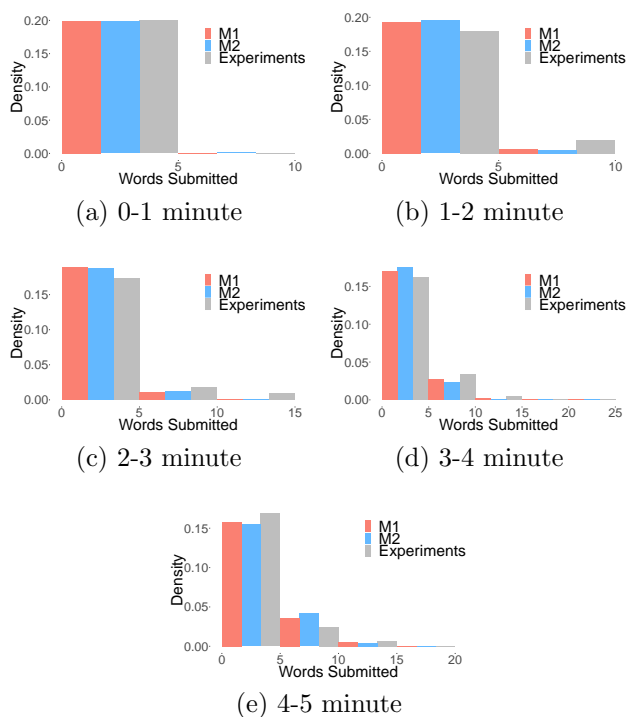 0.20
0.15
0.10
0.05
0.00
Density
M1
M2
Experiments
0 5 10
Words Submitted
(a) 0-1 minute
0.20
0.15
0.10
0.05
0.00
Density
M1
M2
Experiments
0 5 10
Words Submitted
(b) 1-2 minute
0.15
0.10
0.05
0.00
Density
M1
M2
Experiments
0 5 10 15
Words Submitted
(c) 2-3 minute
0.15
0.10
0.05
0.00
Density
M1
M2
Experiments
0 5 10 15 20 25
Words Submitted
(d) 3-4 minute
0.15
0.10
0.05
0.00
Density
M1
M2
Experiments
0 5 10 15 20
Words Submitted
(e) 4-5 minute